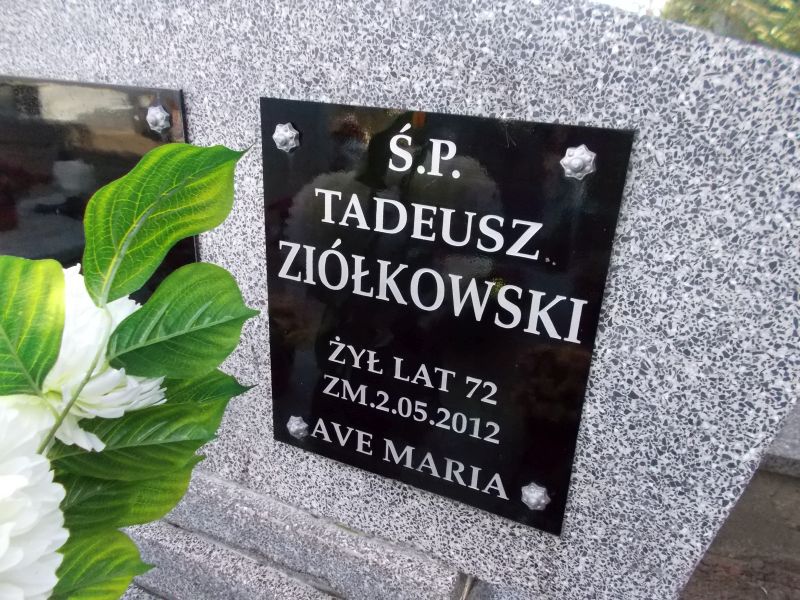 Ś.P.
TADEUSZ
ZIÓŁKOWSKI
ŻYŁ LAT 72
ZM.2.05.2012
AVE MARIA